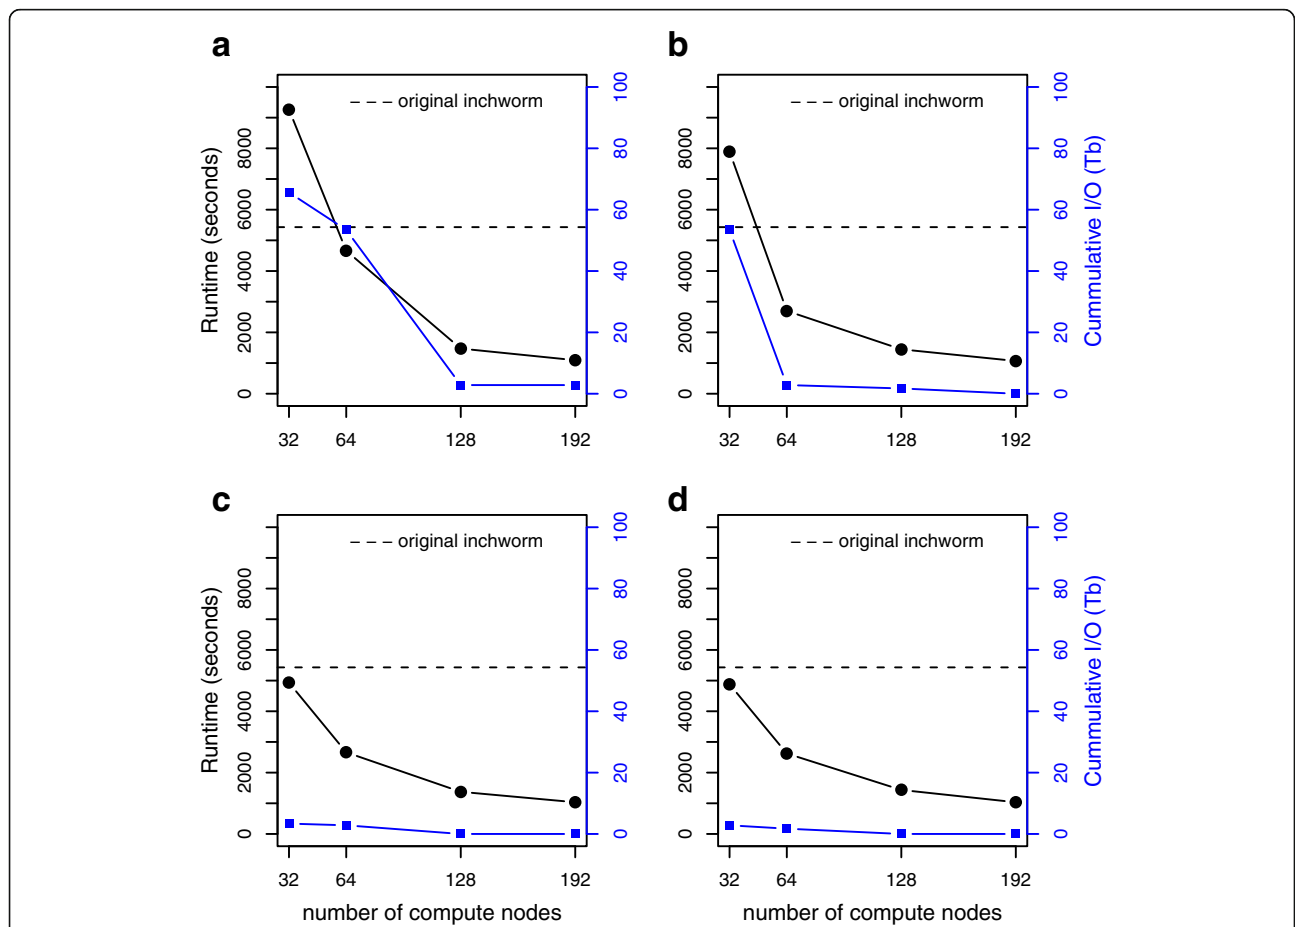 a
b
original inchworm
original inchworm
Runtime (seconds)
0 2000 4000 6000 8000
0 20 40 60 80 100
0 2000 4000 6000 8000
0 20 40 60 80 100
Cummulative I/O (Tb)
32 64 128 192
32 64 128 192
c
d
original inchworm
original inchworm
Runtime (seconds)
0 2000 4000 6000 8000
0 20 40 60 80 100
0 2000 4000 6000 8000
0 20 40 60 80 100
Cummulative I/O (Tb)
32 64 128 192
32 64 128 192
number of compute nodes
number of compute nodes